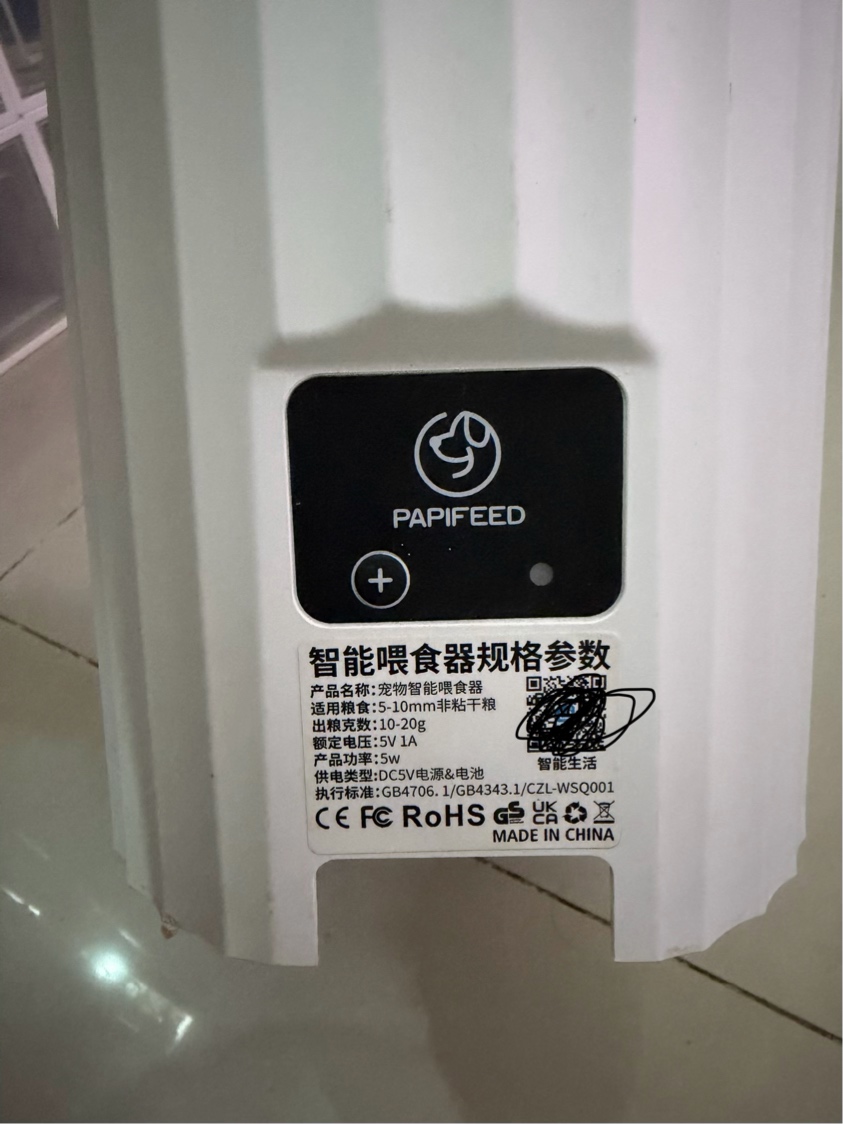 PAPIFEED
智能喂食器规格参数
产品名称:宠物智能喂食器
适用粮食:5-10mm非粘干粮
出粮克数:10-20g
额定电压:5V 1A
产品功率:5w
智能生活
供电类型:DC5V电源&电池
执行标准:GB4706.1/GB4343.1/CZL-WSQ001
CE FC RoHS GS UK CA
MADE IN CHINA